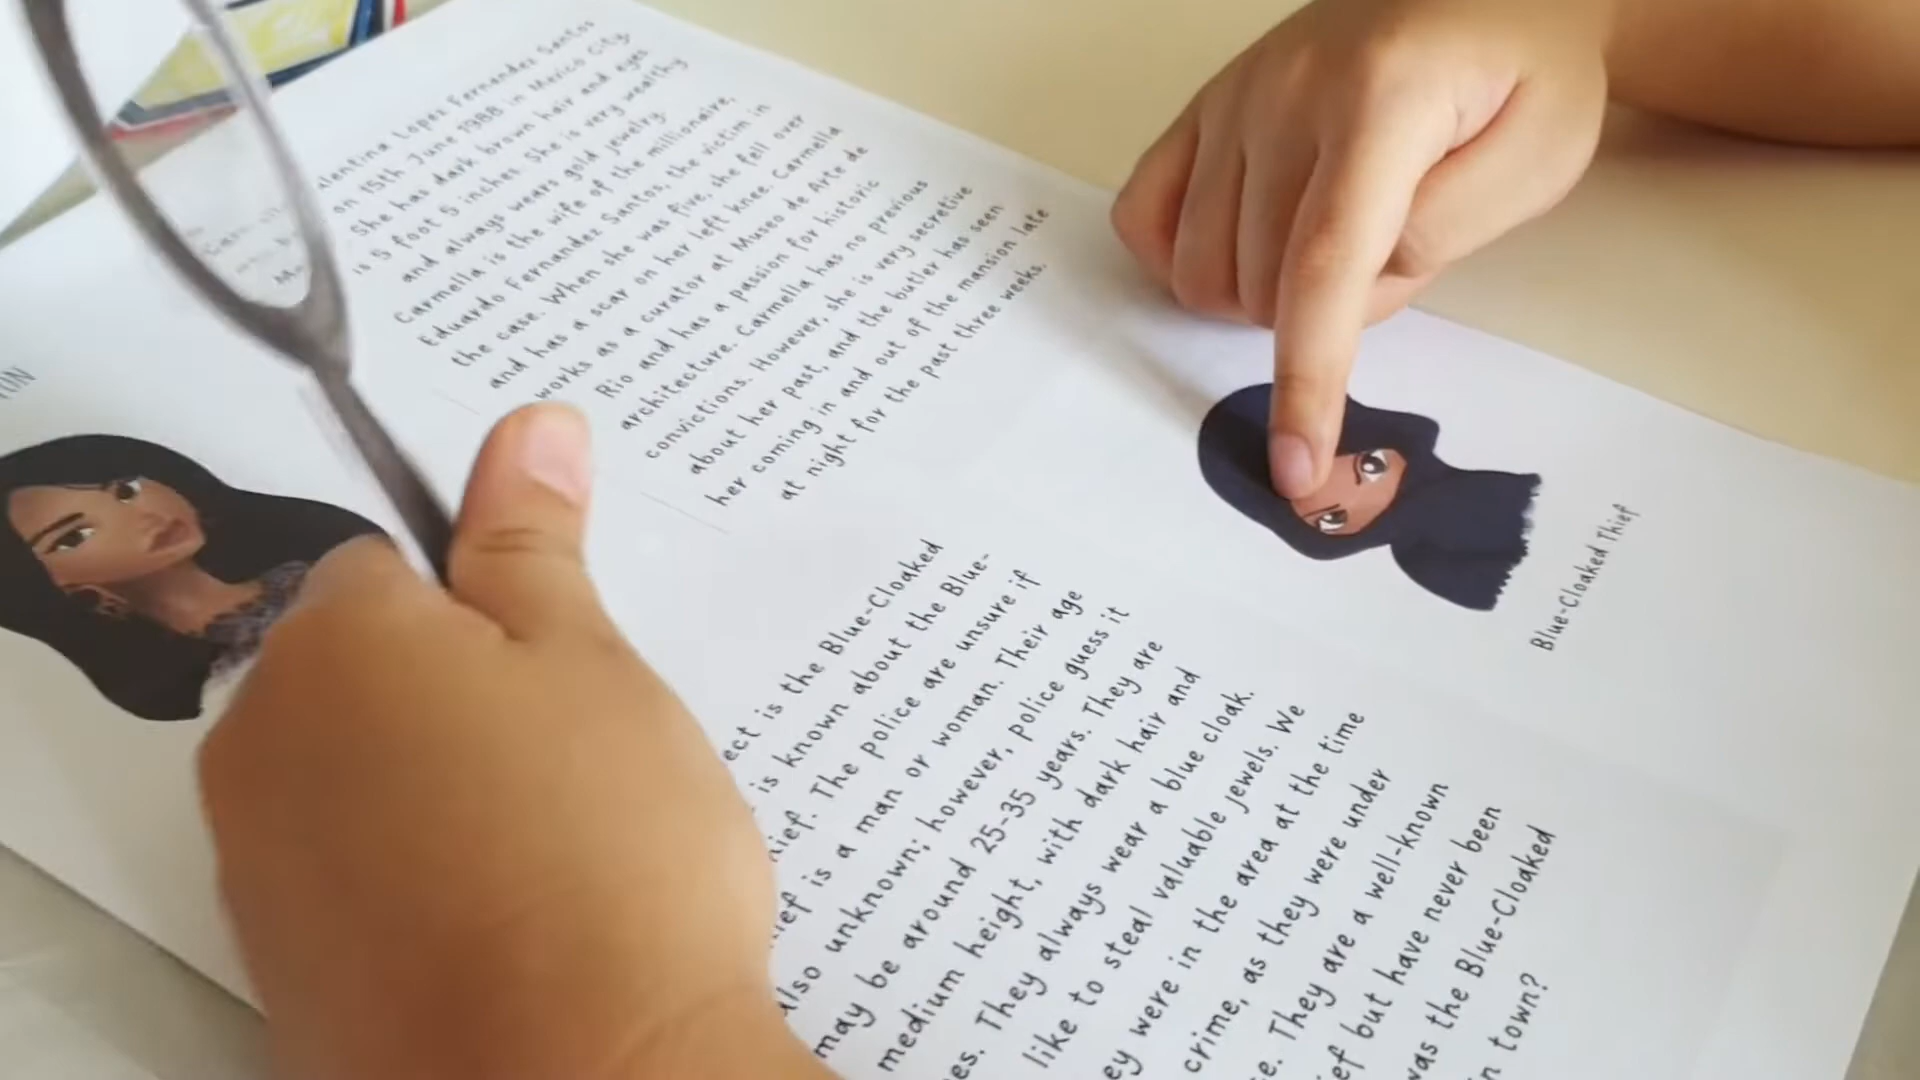 Lopez Fernandez Santos
on 15th June 1988 in Mexico City.
She has dark brown hair and eyes
is 5 foot 5 inches. She is very wealthy
and always wears gold jewelry.
Carmella is the wife of the millionaire,
Eduardo Fernandez Santos, the victim in
the case. When she was five, she fell over
and has a scar on her left knee. Carmella
works as a curator at Museo de Arte de
Rio and has a passion for historic
architecture. Carmella has no previous
convictions. However, she is very secretive
about her past, and the butler has seen
her coming in and out of the mansion late
at night for the past three weeks.
Blue-Cloaked Thief
is the Blue-Cloaked
is known about the Blue-
The police are unsure if
is a man or woman. Their age
unknown; however, police guess it
may be around 25-35 years. They are
medium height, with dark hair and
They always wear a blue cloak.
like to steal valuable jewels. We
were in the area at the time
crime, as they were under
They are a well-known
but have never been
was the Blue-Cloaked
town?